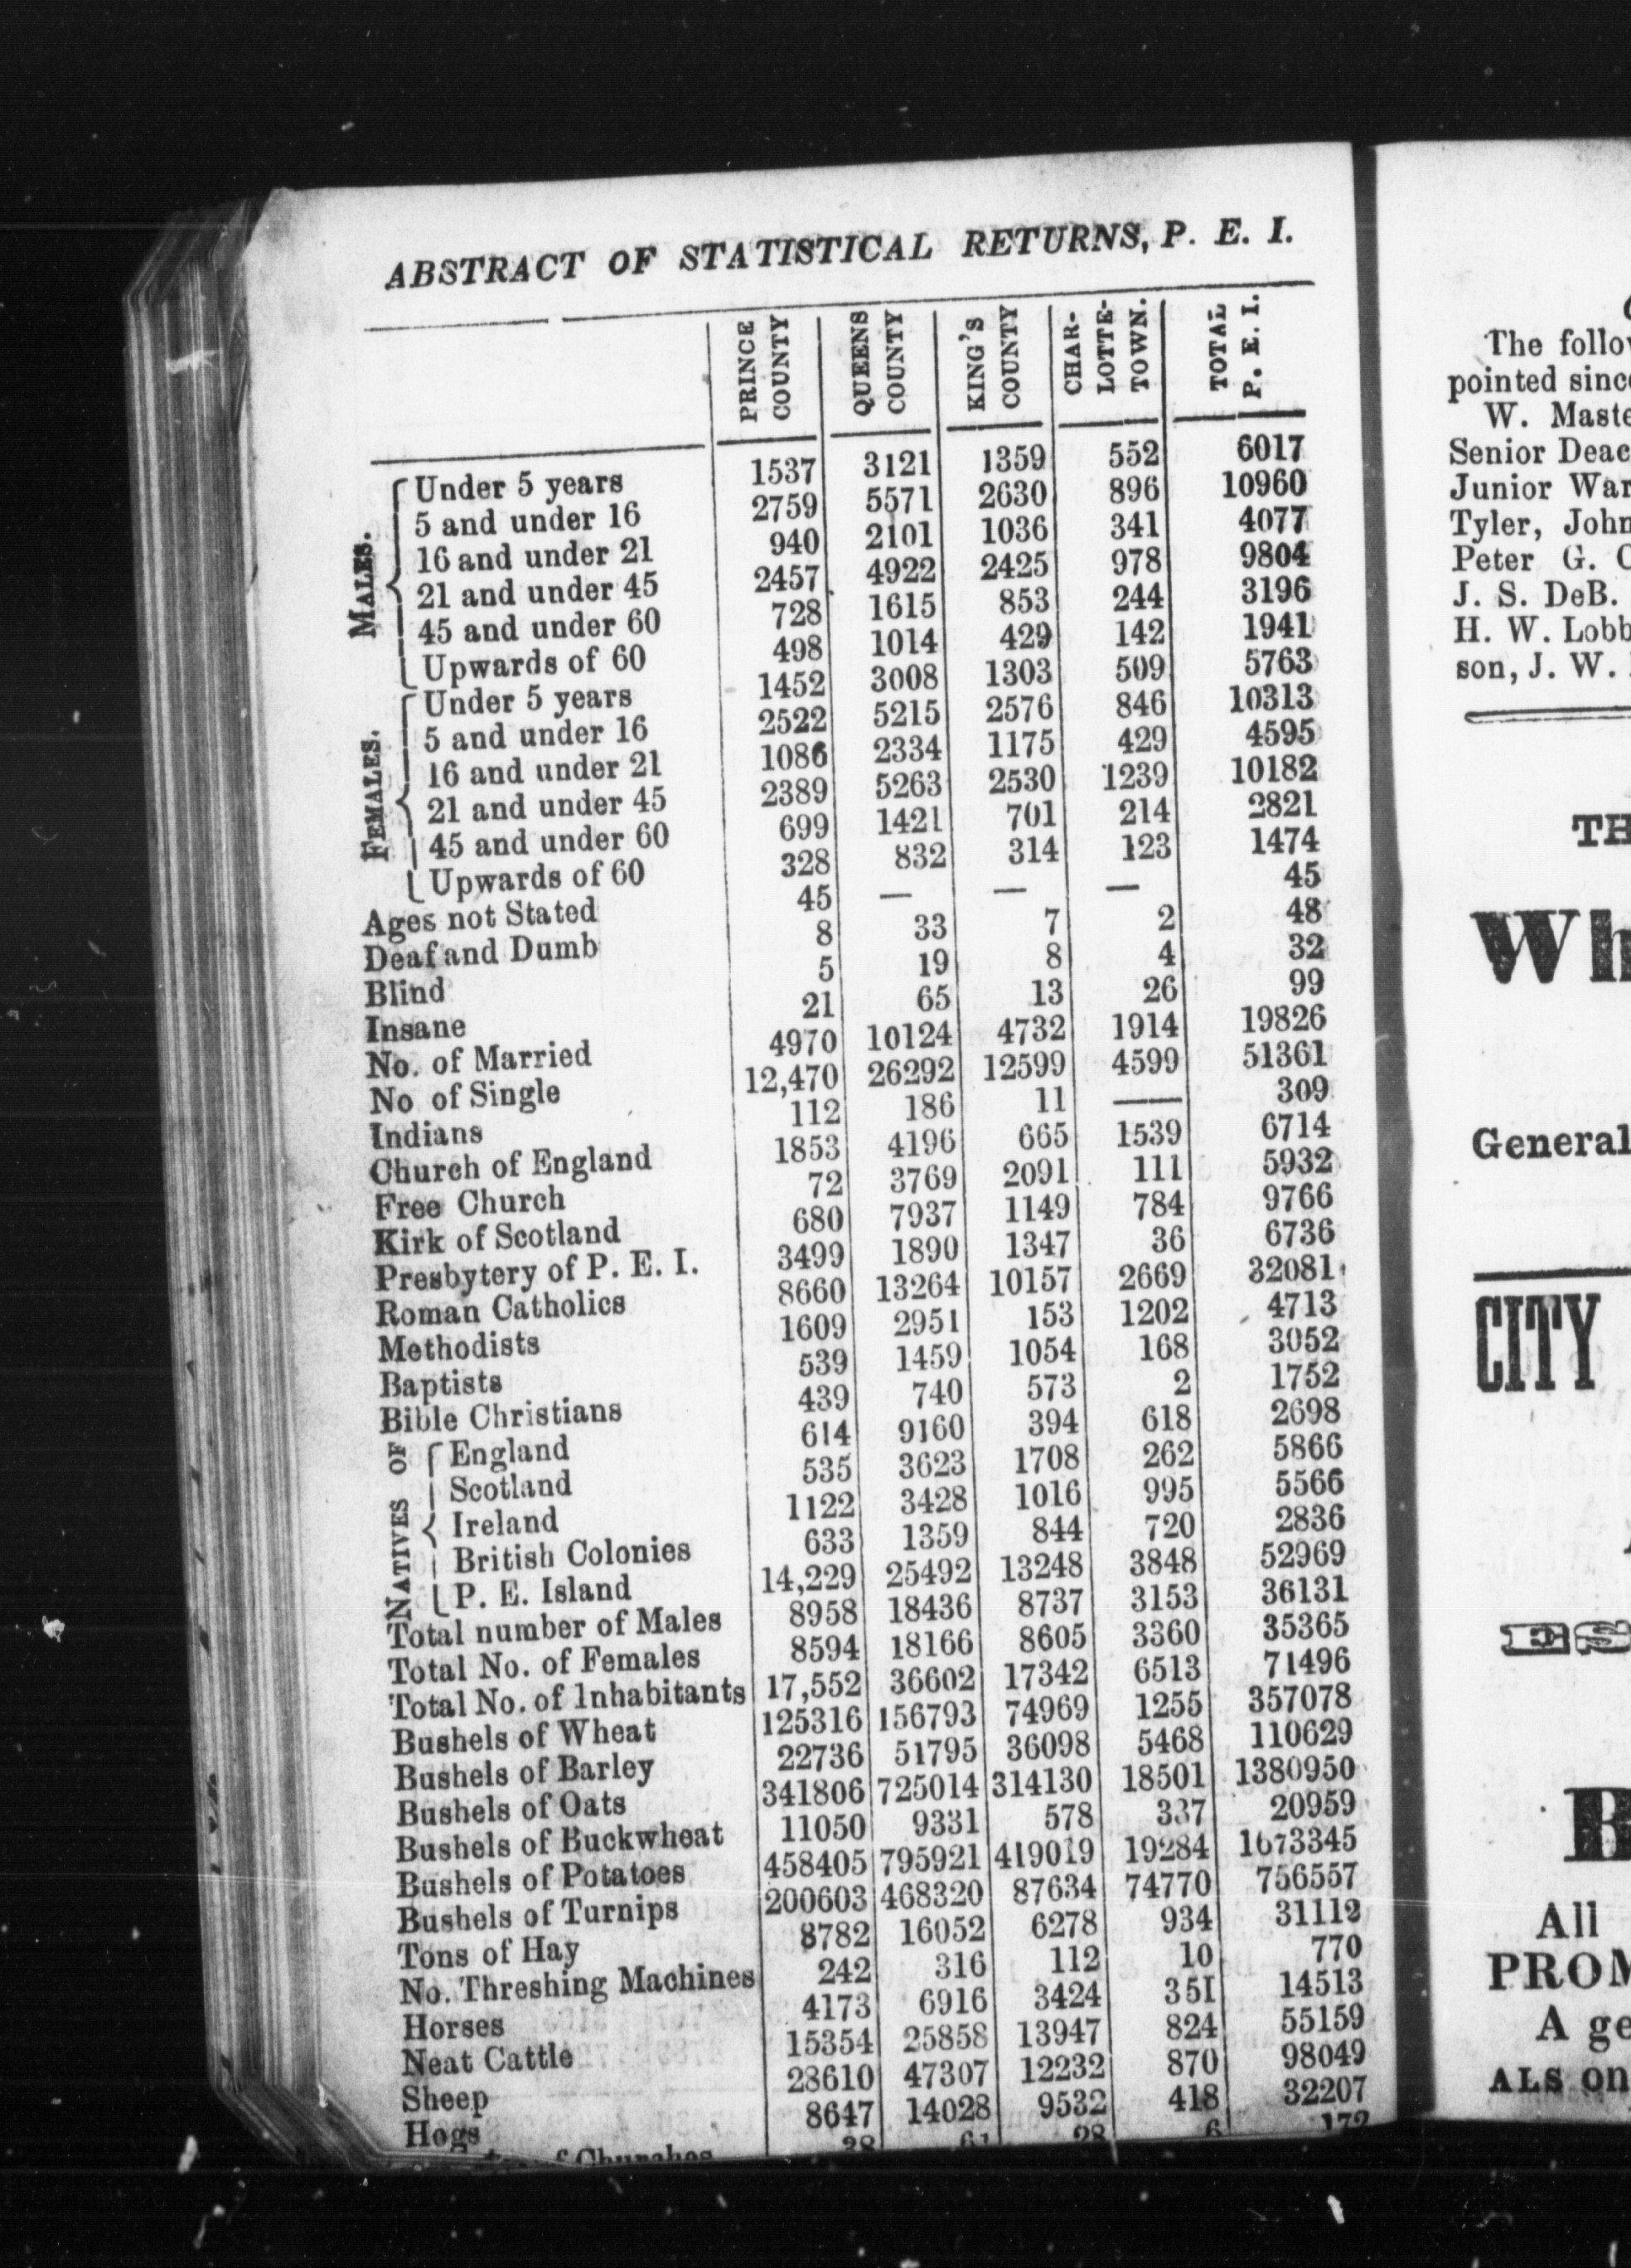 ABSTRACT OF STATISTICAL RETURNS, P. E. I.
PRINCE COUNTY QUEENS COUNTY KING'S COUNTY CHAR-LOTTE-TOWN. TOTAL P. E. I.
MALES.
Under 5 years 1537 3121 1359 552 6017
5 and under 16 2759 5571 2630 896 10960
16 and under 21 940 2101 1036 341 4077
21 and under 45 2457 4922 2425 978 9804
45 and under 60 728 1615 853 244 3196
Upwards of 60 498 1014 429 142 1941
FEMALES.
Under 5 years 1452 3008 1303 509 5763
5 and under 16 2522 5215 2576 846 10313
16 and under 21 1086 2334 1175 429 4595
21 and under 45 2389 5263 2530 1239 10182
45 and under 60 699 1421 701 214 2821
Upwards of 60 328 832 314 123 1474
Ages not Stated 45 — — — 45
Deaf and Dumb 8 33 7 2 48
Blind 5 19 8 4 32
Insane 21 65 13 26 99
No. of Married 4970 10124 4732 1914 19826
No of Single 12,470 26292 12599 4599 51361
Indians 112 186 11 — 309
Church of England 1853 4196 665 1539 6714
Free Church 72 3769 2091 111 5932
Kirk of Scotland 680 7937 1149 784 9766
Presbytery of P. E. I. 3499 1890 1347 36 6736
Roman Catholics 8660 13264 10157 2669 32081
Methodists 1609 2951 153 1202 4713
Baptists 539 1459 1054 168 3052
Bible Christians 439 740 573 2 1752
NATIVES OF
England 614 9160 394 618 2698
Scotland 535 3623 1708 262 5866
Ireland 1122 3428 1016 995 5566
British Colonies 633 1359 844 720 2836
P. E. Island 14,229 25492 13248 3848 52969
Total number of Males 8958 18436 8737 3153 36131
Total No. of Females 8594 18166 8605 3360 35365
Total No. of Inhabitants 17,552 36602 17342 6513 71496
Bushels of Wheat 125316 156793 74969 1255 357078
Bushels of Barley 22736 51795 36098 5468 110629
Bushels of Oats 341806 725014 314130 18501 1380950
Bushels of Buckwheat 11050 9331 578 337 20959
Bushels of Potatoes 458405 795921 419019 19284 1673345
Bushels of Turnips 200603 468320 87634 74770 756557
Tons of Hay 8782 16052 6278 934 31112
No. Threshing Machines 242 316 112 10 770
Horses 4173 6916 3424 351 14513
Neat Cattle 15354 25858 13947 824 55159
Sheep 28610 47307 12232 870 98049
Hogs 8647 14028 9532 418 32207
of Churches 28 61 28 6 172
The follow
pointed since
W. Maste
Senior Deac
Junior War
Tyler, John
Peter G. C
J. S. DeB.
H. W. Lobb
son, J. W.
TH
Wh
General
CITY
ES
B
All
PROM
A ge
ALS on